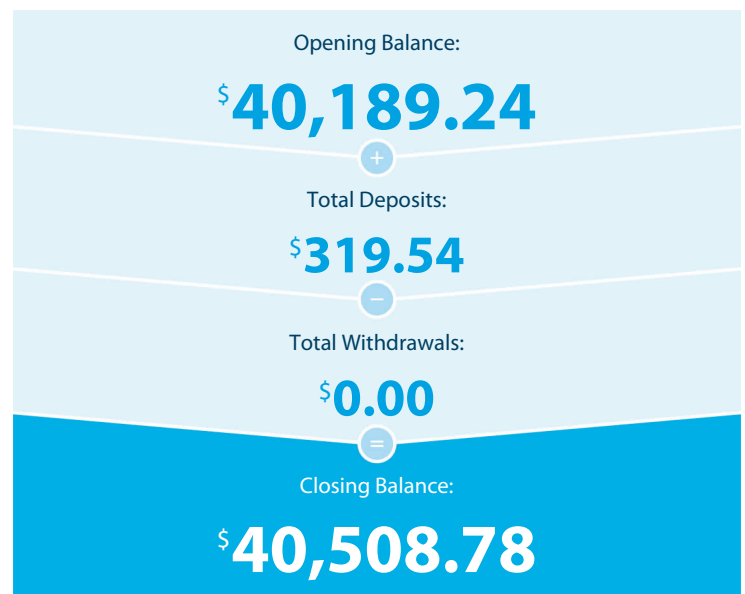 Opening Balance:
$40,189.24
+
Total Deposits:
$319.54
−
Total Withdrawals:
$0.00
=
Closing Balance:
$40,508.78